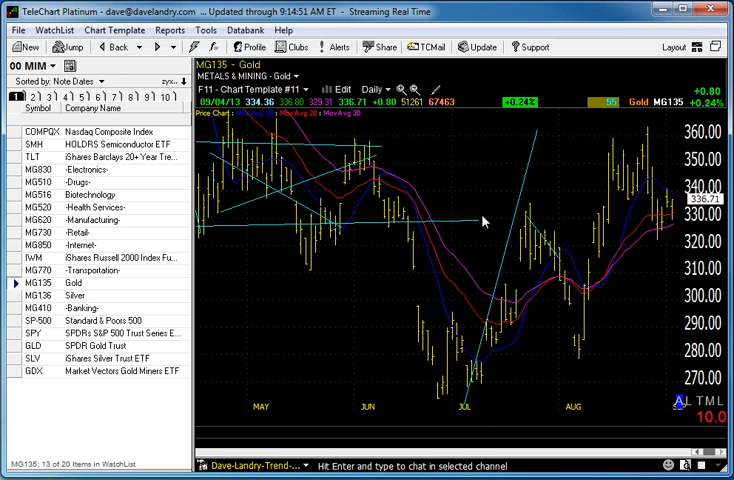 TeleChart Platinum - dave@davelandry.com ... Updated through 9:14:51 AM ET - Streaming Real Time
File WatchList Chart Template Reports Tools Databank Help
New Jump Back Profile Clubs Alerts Share TCMail Update Support Layout
00 MIM
Sorted by: Note Dates zyx..
1 2 3 4 5 6 7 8 9 10
Symbol Company Name
COMPQX Nasdaq Composite Index
SMH HOLDRS Semiconductor ETF
TLT iShares Barclays 20+ Year Tre...
MG830 -Electronics-
MG510 -Drugs-
MG516 Biotechnology
MG520 -Health Services-
MG620 -Manufacturing-
MG730 -Retail-
MG850 -Internet-
IWM iShares Russell 2000 Index F...
MG770 -Transportation-
MG135 Gold
MG136 Silver
MG410 -Banking-
SP-500 Standard & Poors 500
SPY SPDRs S&P 500 Trust Series E...
GLD SPDR Gold Trust
SLV iShares Silver Trust ETF
GDX Market Vectors Gold Miners ETF
MG135: 13 of 20 Items in WatchList
MG135 - Gold
METALS & MINING - Gold
F11 - Chart Template #11 Edit Daily
+0.80
09/04/13 334.36 336.80 329.31 336.71 +0.80 51261 67463 +0.24% 55 Gold MG135 +0.24%
Price Chart: MovAvg 10 MovAvg 20 MovAvg 30
360.00
350.00
340.00
336.71
330.00
320.00
310.00
300.00
290.00
280.00
270.00
MAY JUN JUL AUG
A L T M L
10.0
Dave-Landry-Trend-... Hit Enter and to chat in selected channel